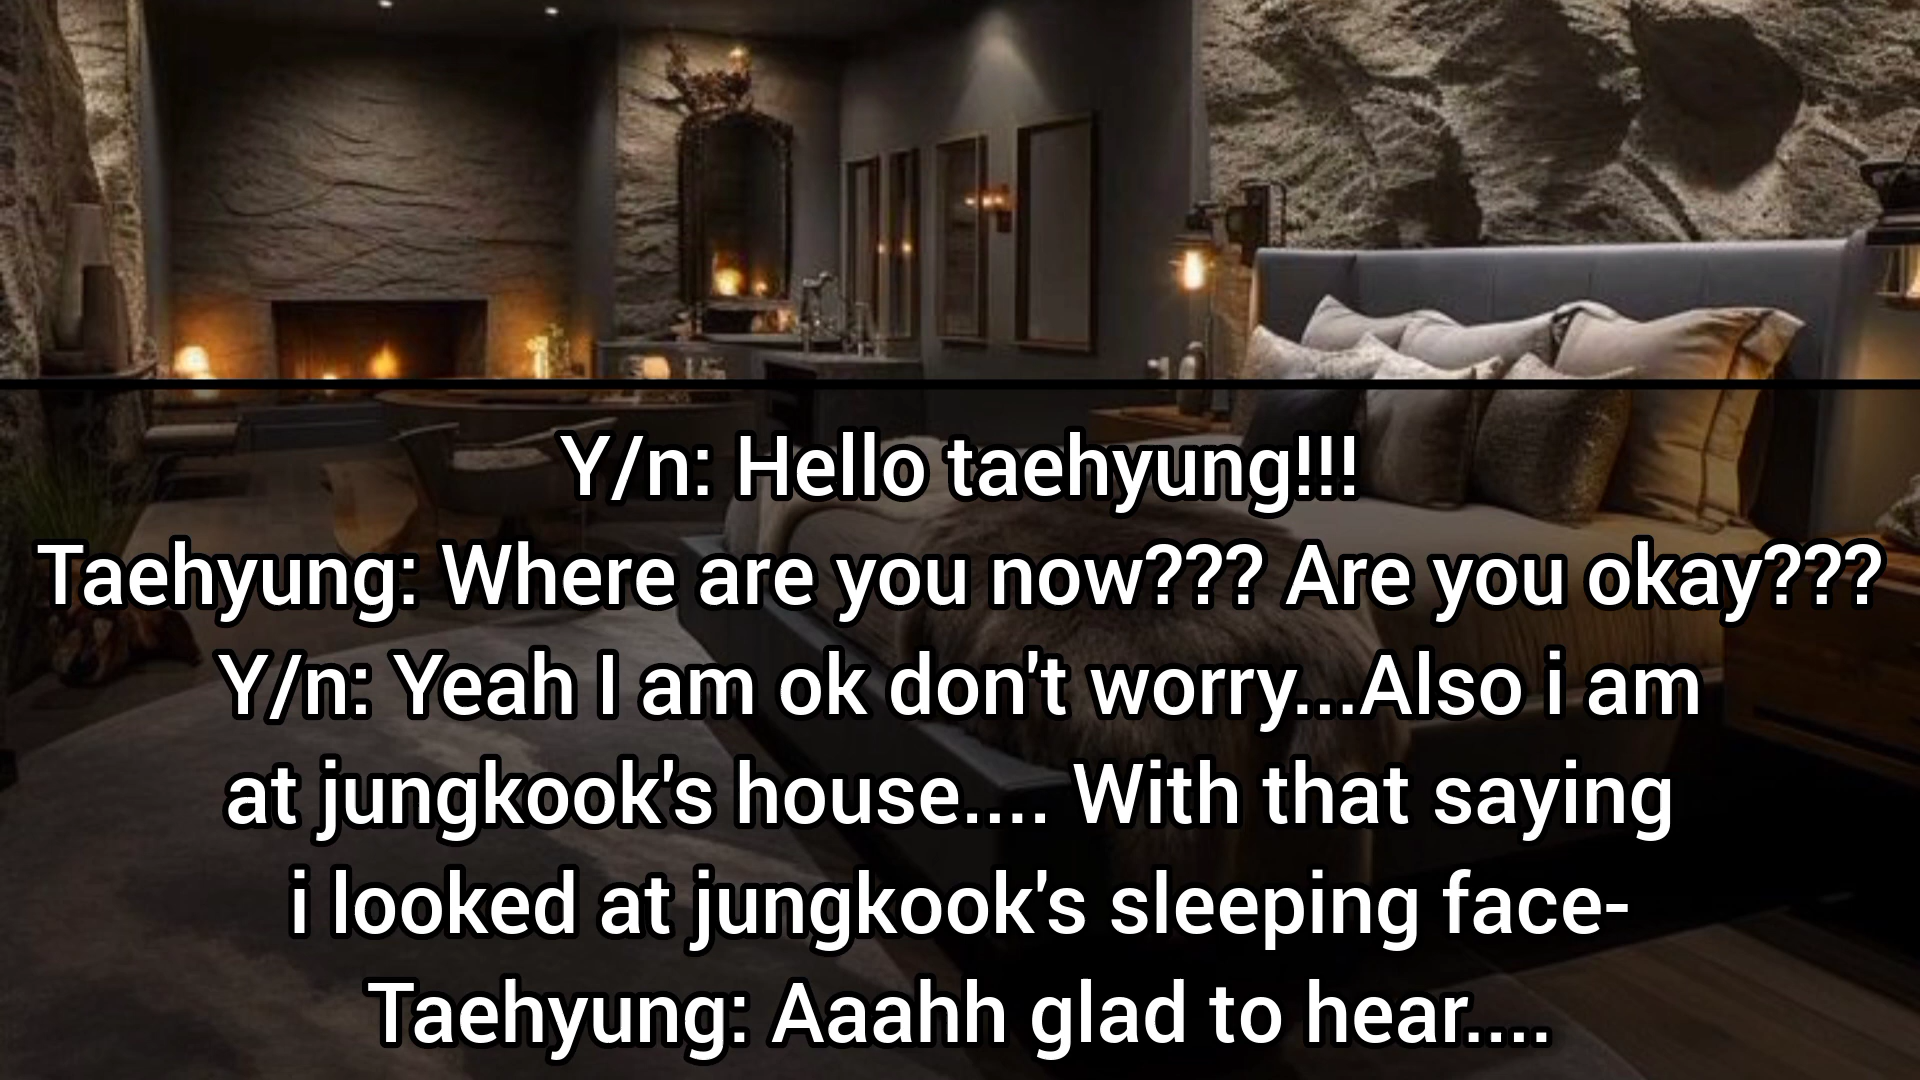 Y/n: Hello taehyung!!!
Taehyung: Where are you now??? Are you okay???
Y/n: Yeah I am ok don't worry...Also i am
at jungkook's house.... With that saying
i looked at jungkook's sleeping face-
Taehyung: Aaahh glad to hear....